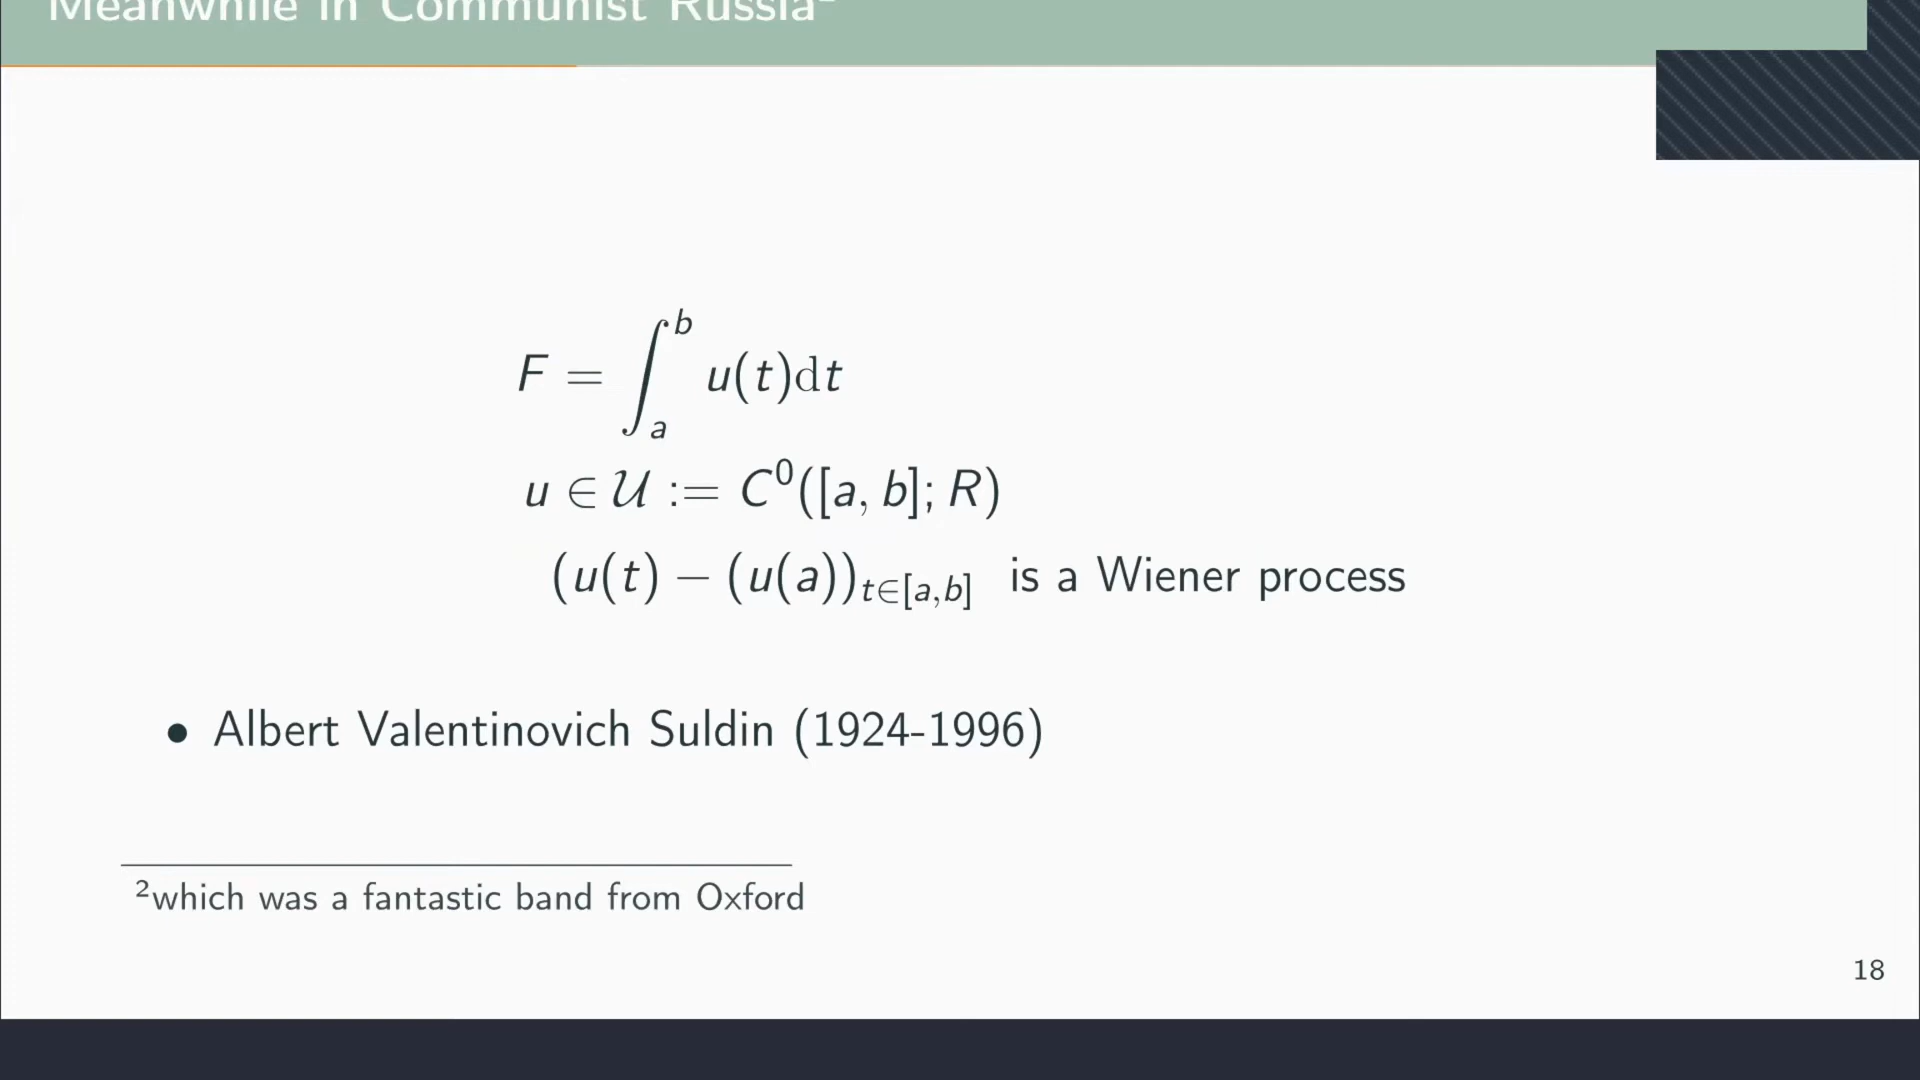 Meanwhile in Communist Russia²
F = ∫_a^b u(t)dt
u ∈ 𝒰 := C⁰([a, b]; R)
(u(t) − (u(a))_{t∈[a,b]} is a Wiener process
• Albert Valentinovich Suldin (1924-1996)
²which was a fantastic band from Oxford
18